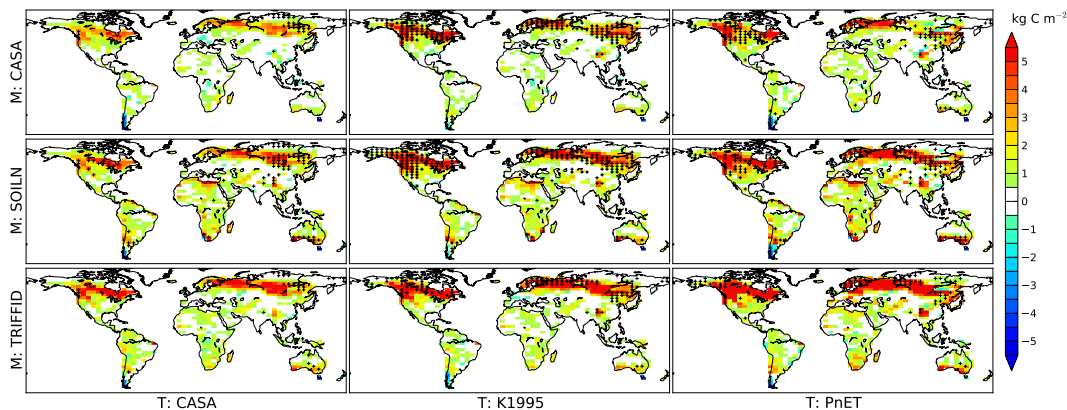 kg C m⁻²
M: CASA
M: SOILN
M: TRIFFID
5
4
3
2
1
0
−1
−2
−3
−4
−5
T: CASA
T: K1995
T: PnET